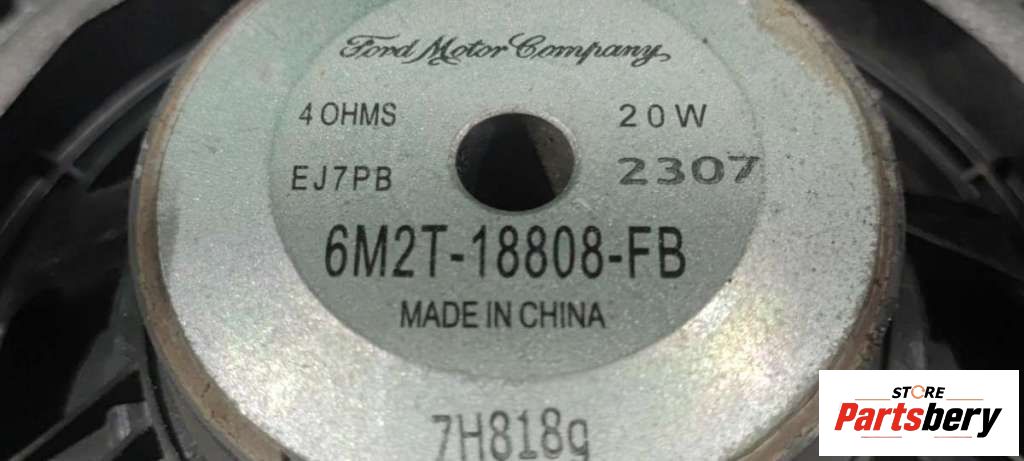 Ford Motor Company
4 OHMS 20W
EJ7PB 2307
6M2T-18808-FB
MADE IN CHINA
7H818g
STORE
Partsbery